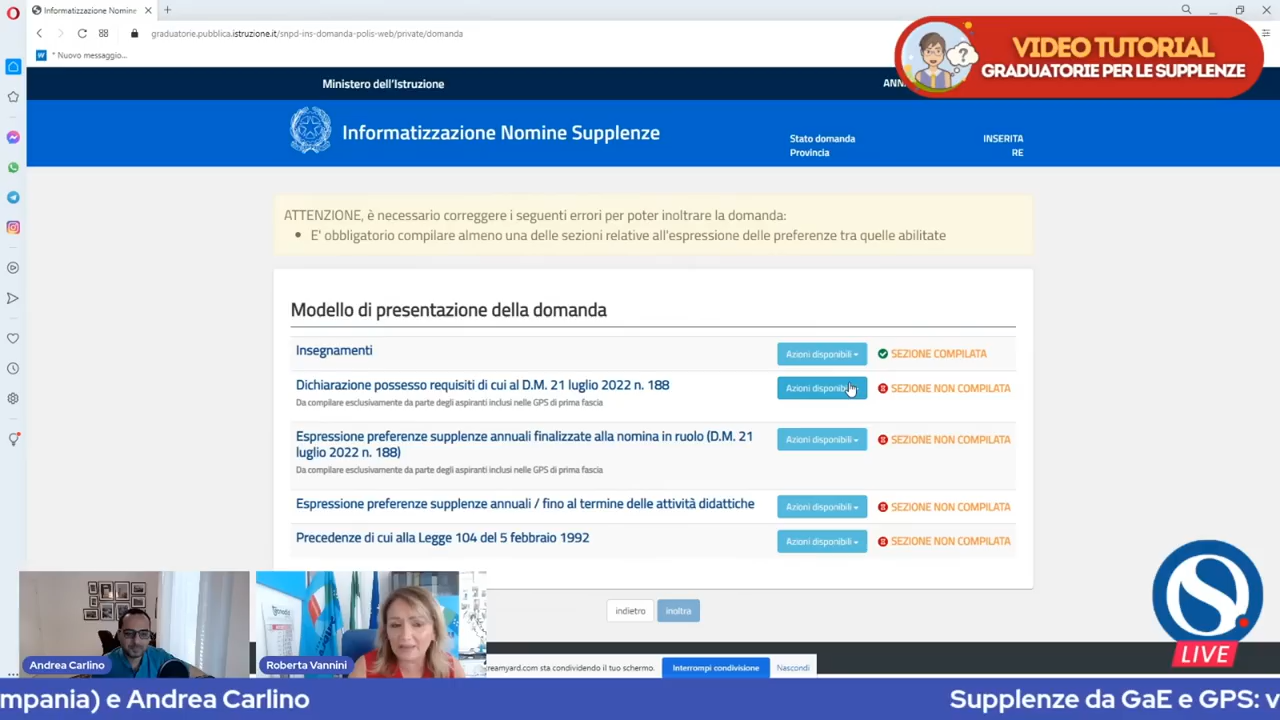 Informatizzazione Nomine
graduatorie.pubblica.istruzione.it/snpd-ins-domanda-polis-web/private/domanda
* Nuovo messaggio...
VIDEO TUTORIAL
GRADUATORIE PER LE SUPPLENZE
Ministero dell'Istruzione
ANN
Informatizzazione Nomine Supplenze
Stato domanda INSERITA
Provincia RE
ATTENZIONE, è necessario correggere i seguenti errori per poter inoltrare la domanda:
• E' obbligatorio compilare almeno una delle sezioni relative all'espressione delle preferenze tra quelle abilitate
Modello di presentazione della domanda
Insegnamenti Azioni disponibili SEZIONE COMPILATA
Dichiarazione possesso requisiti di cui al D.M. 21 luglio 2022 n. 188 Azioni disponibili SEZIONE NON COMPILATA
Da compilare esclusivamente da parte degli aspiranti inclusi nelle GPS di prima fascia
Espressione preferenze supplenze annuali finalizzate alla nomina in ruolo (D.M. 21 Azioni disponibili SEZIONE NON COMPILATA
luglio 2022 n. 188)
Da compilare esclusivamente da parte degli aspiranti inclusi nelle GPS di prima fascia
Espressione preferenze supplenze annuali / fino al termine delle attività didattiche Azioni disponibili SEZIONE NON COMPILATA
Precedenze di cui alla Legge 104 del 5 febbraio 1992 Azioni disponibili SEZIONE NON COMPILATA
indietro inoltra
Andrea Carlino
Roberta Vannini
reamyard.com sta condividendo il tuo schermo. Interrompi condivisione Nascondi
S
LIVE
mpania) e Andrea Carlino Supplenze da GaE e GPS: v